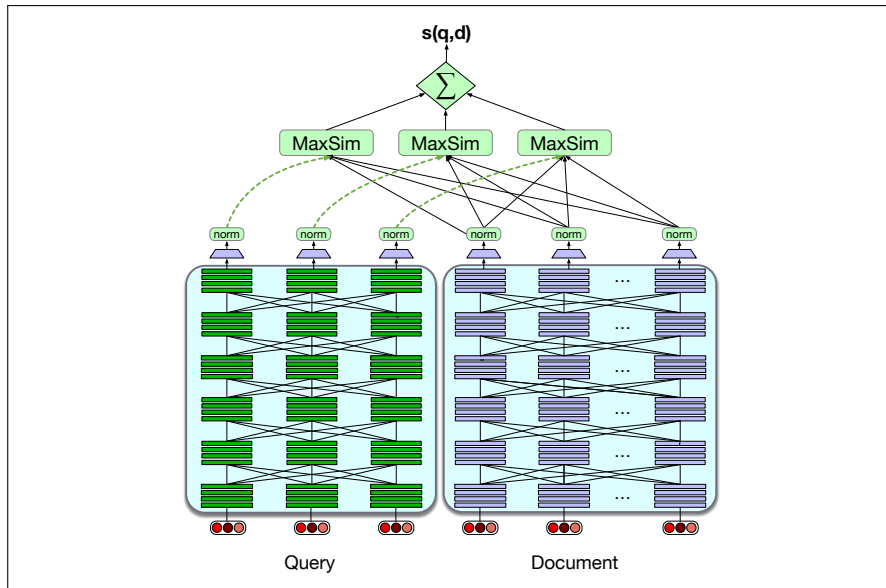 s(q,d)
∑
MaxSim MaxSim MaxSim
norm norm norm norm norm norm
...
...
...
...
...
...
Query Document